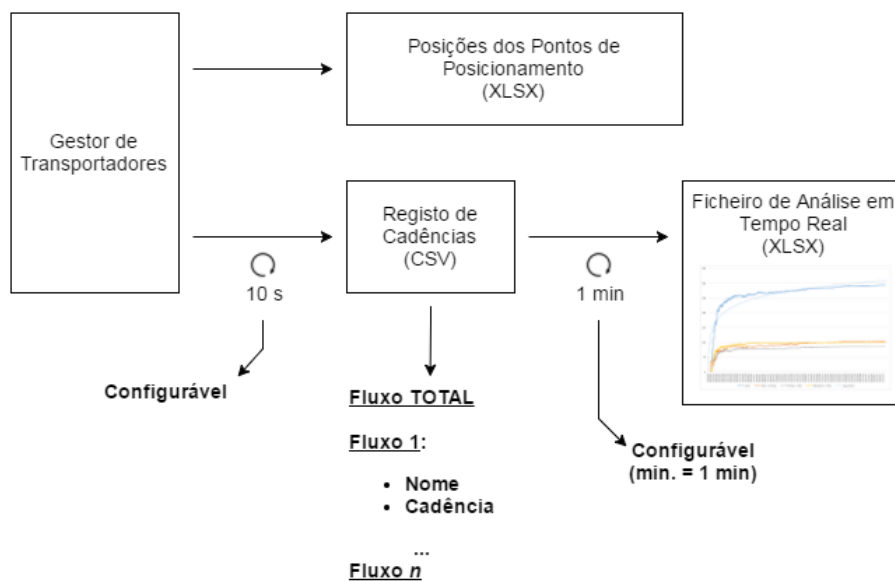 Gestor de
Transportadores
Posições dos Pontos de
Posicionamento
(XLSX)
Registo de
Cadências
(CSV)
Ficheiro de Análise em
Tempo Real
(XLSX)
10 s
1 min
Configurável
Fluxo TOTAL
Fluxo 1:
• Nome
• Cadência
...
Fluxo n
Configurável
(min. = 1 min)